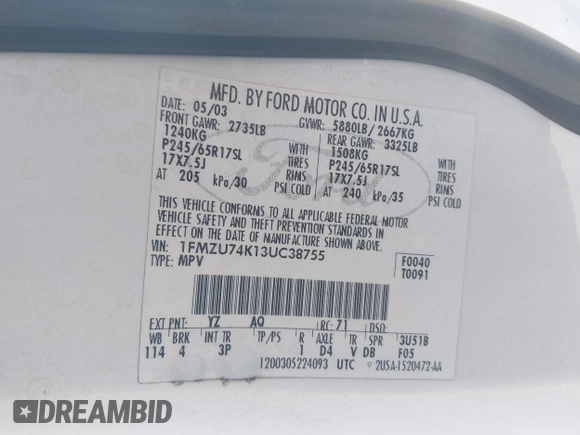 MFD. BY FORD MOTOR CO. IN U.S.A.
DATE: 05/03 GVWR: 5880LB/2667KG
FRONT GAWR: 2735LB REAR GAWR: 3325LB
1240KG WITH 1508KG WITH
P245/65R17SL TIRES P245/65R17SL TIRES
17X7.5J RIMS 17X7.5J RIMS
AT 205 kPa/30 PSI COLD AT 240 kPa/35 PSI COLD
Ford
THIS VEHICLE CONFORMS TO ALL APPLICABLE FEDERAL MOTOR
VEHICLE SAFETY AND THEFT PREVENTION STANDARDS IN
EFFECT ON THE DATE OF MANUFACTURE SHOWN ABOVE.
VIN: 1FMZU74K13UC38755 F0040
TYPE: MPV T0091
EXT PNT: YZ AQ RC: 71 DSO:
WB BRK INT TR TP/PS R AXLE TR SPR 3U51B
114 4 3P 1 D4 V DB F05
1200305224093 UTC 2U5A-1520472-AA
DREAMBID